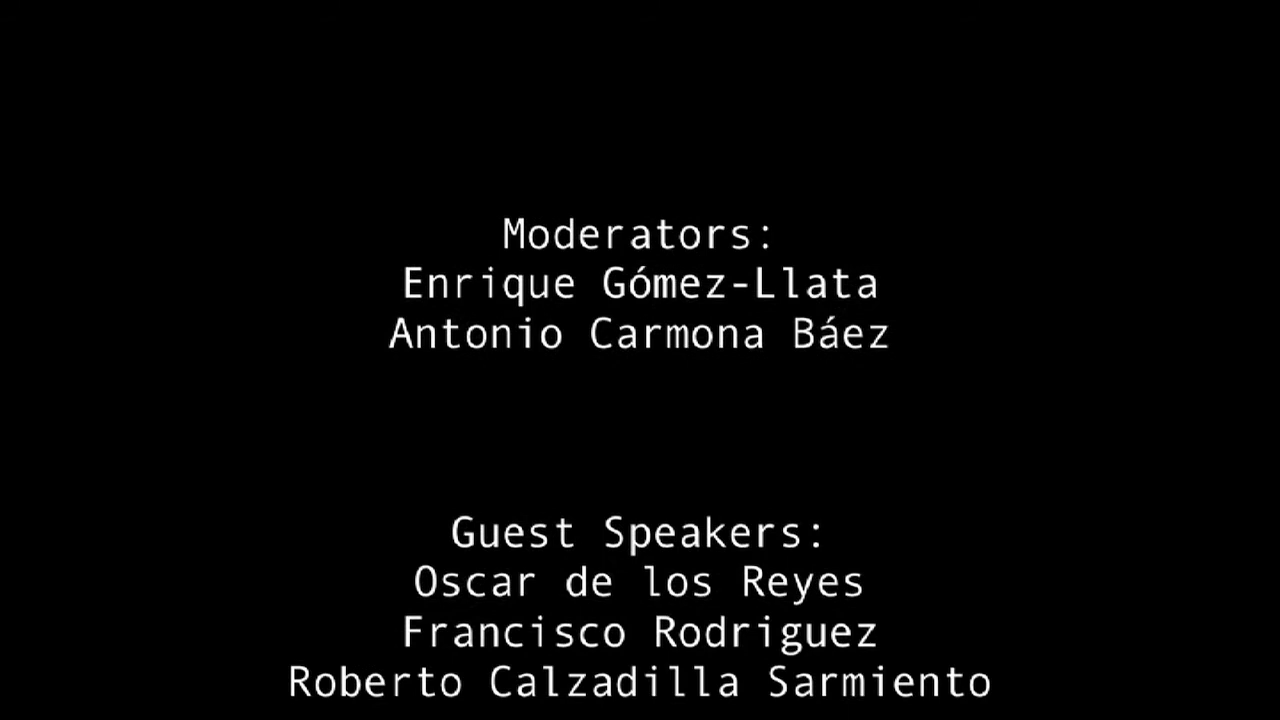 Moderators:
Enrique Gómez-Llata
Antonio Carmona Báez
Guest Speakers:
Oscar de los Reyes
Francisco Rodriguez
Roberto Calzadilla Sarmiento